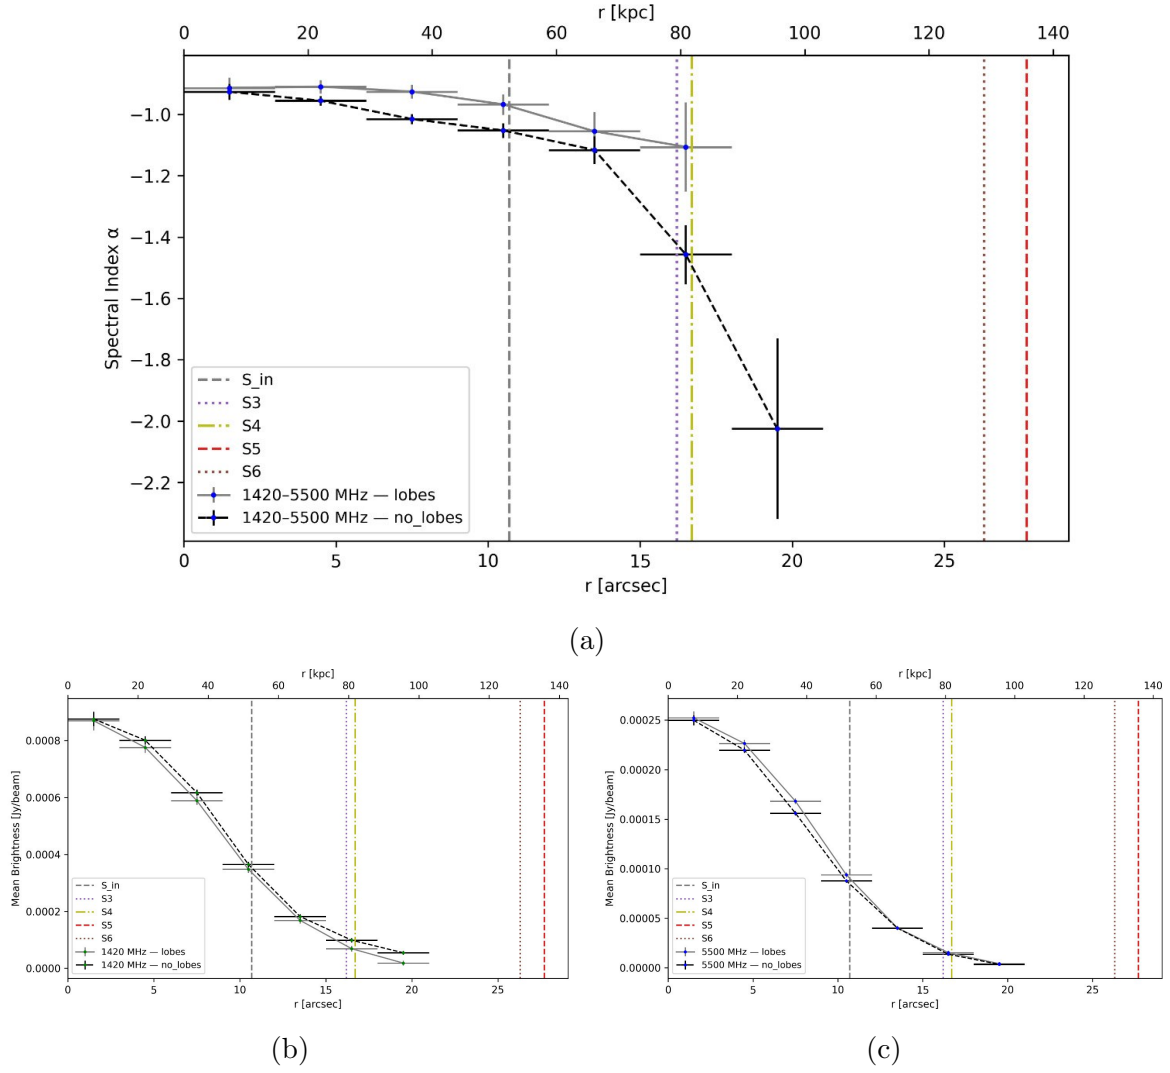 r [kpc]
0 20 40 60 80 100 120 140
Spectral Index α
−1.0
−1.2
−1.4
−1.6
−1.8
−2.0
−2.2
S_in
S3
S4
S5
S6
1420–5500 MHz — lobes
1420–5500 MHz — no_lobes
0 5 10 15 20 25
r [arcsec]
(a)
r [kpc]
0 20 40 60 80 100 120 140
Mean Brightness [Jy/beam]
0.0008
0.0006
0.0004
0.0002
0.0000
S_in
S3
S4
S5
S6
1420 MHz — lobes
1420 MHz — no_lobes
0 5 10 15 20 25
r [arcsec]
(b)
r [kpc]
0 20 40 60 80 100 120 140
Mean Brightness [Jy/beam]
0.00025
0.00020
0.00015
0.00010
0.00005
0.00000
S_in
S3
S4
S5
S6
5500 MHz — lobes
5500 MHz — no_lobes
0 5 10 15 20 25
r [arcsec]
(c)